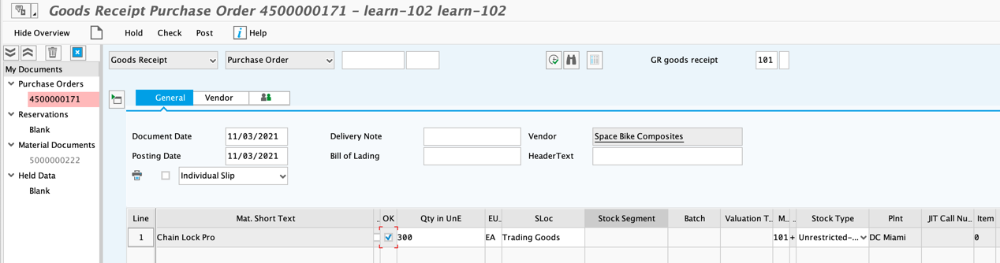 Goods Receipt Purchase Order 4500000171 - learn-102 learn-102
Hide Overview Hold Check Post Help
Goods Receipt Purchase Order GR goods receipt 101
My Documents
Purchase Orders
4500000171
Reservations
Blank
Material Documents
5000000222
Held Data
Blank
General Vendor
Document Date 11/03/2021 Delivery Note Vendor Space Bike Composites
Posting Date 11/03/2021 Bill of Lading HeaderText
Individual Slip
Line Mat. Short Text .. OK Qty in UnE EU... SLoc Stock Segment Batch Valuation T... M... .. Stock Type Plnt JIT Call Nu... Item
1 Chain Lock Pro 300 EA Trading Goods 101 + Unrestricted-... DC Miami 0